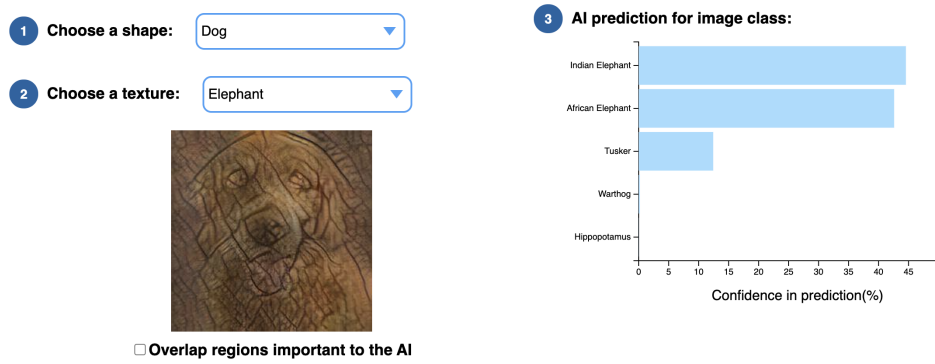 1 Choose a shape: Dog
2 Choose a texture: Elephant
Overlap regions important to the AI
3 AI prediction for image class:
Indian Elephant
African Elephant
Tusker
Warthog
Hippopotamus
0 5 10 15 20 25 30 35 40 45
Confidence in prediction(%)